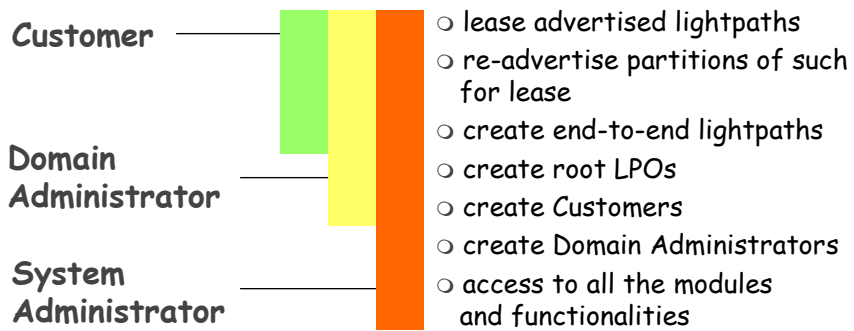 Customer
Domain
Administrator
System
Administrator
❍ lease advertised lightpaths
❍ re-advertise partitions of such
for lease
❍ create end-to-end lightpaths
❍ create root LPOs
❍ create Customers
❍ create Domain Administrators
❍ access to all the modules
and functionalities